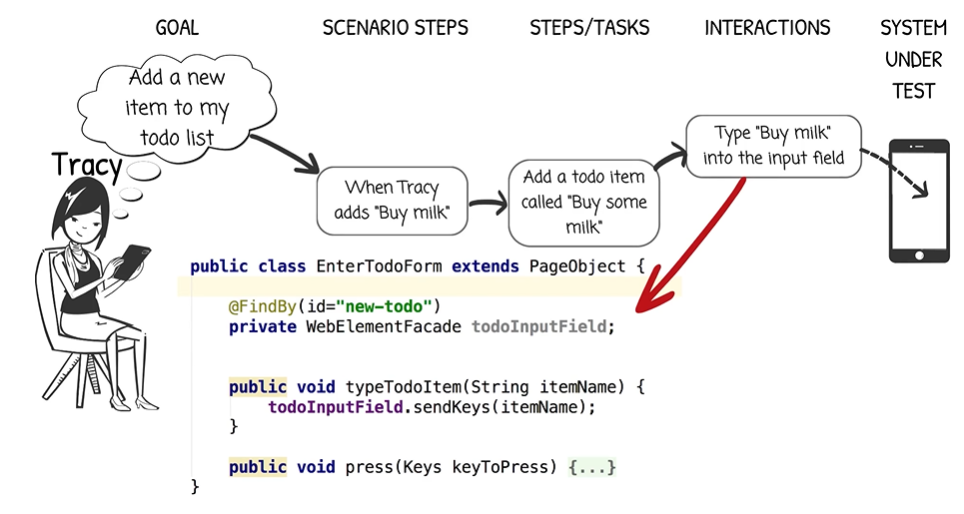 GOAL
SCENARIO STEPS
STEPS/TASKS
INTERACTIONS
SYSTEM
UNDER
TEST
Add a new
item to my
todo list
Tracy
When Tracy
adds "Buy milk"
Add a todo item
called "Buy some
milk"
Type "Buy milk"
into the input field
public class EnterTodoForm extends PageObject {
@FindBy(id="new-todo")
private WebElementFacade todoInputField;
public void typeTodoItem(String itemName) {
todoInputField.sendKeys(itemName);
}
public void press(Keys keyToPress) {...}
}